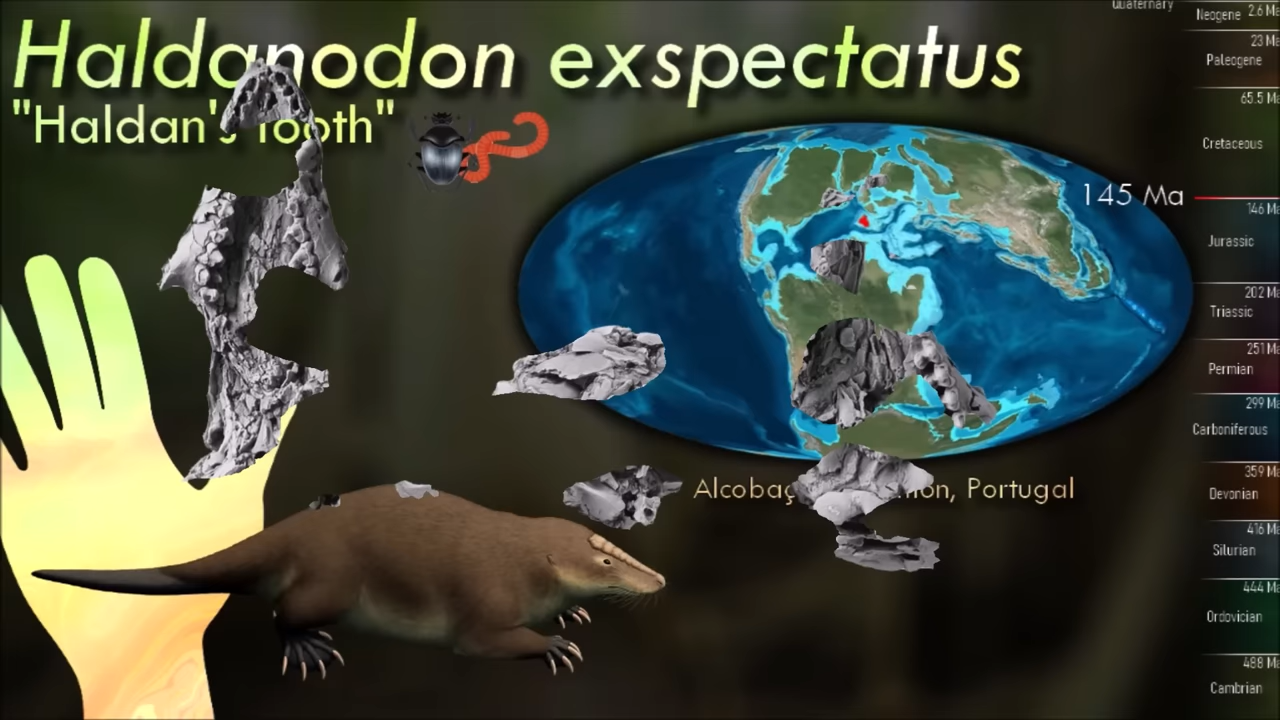 Haldanodon exspectatus
"Haldan's Tooth"
145 Ma
Portugal
Quaternary
2.6 Ma
Neogene
23 Ma
Paleogene
65.5 Ma
Cretaceous
146 Ma
Jurassic
202 Ma
Triassic
251 Ma
Permian
299 Ma
Carboniferous
359 Ma
Devonian
416 Ma
Silurian
444 Ma
Ordovician
488 Ma
Cambrian